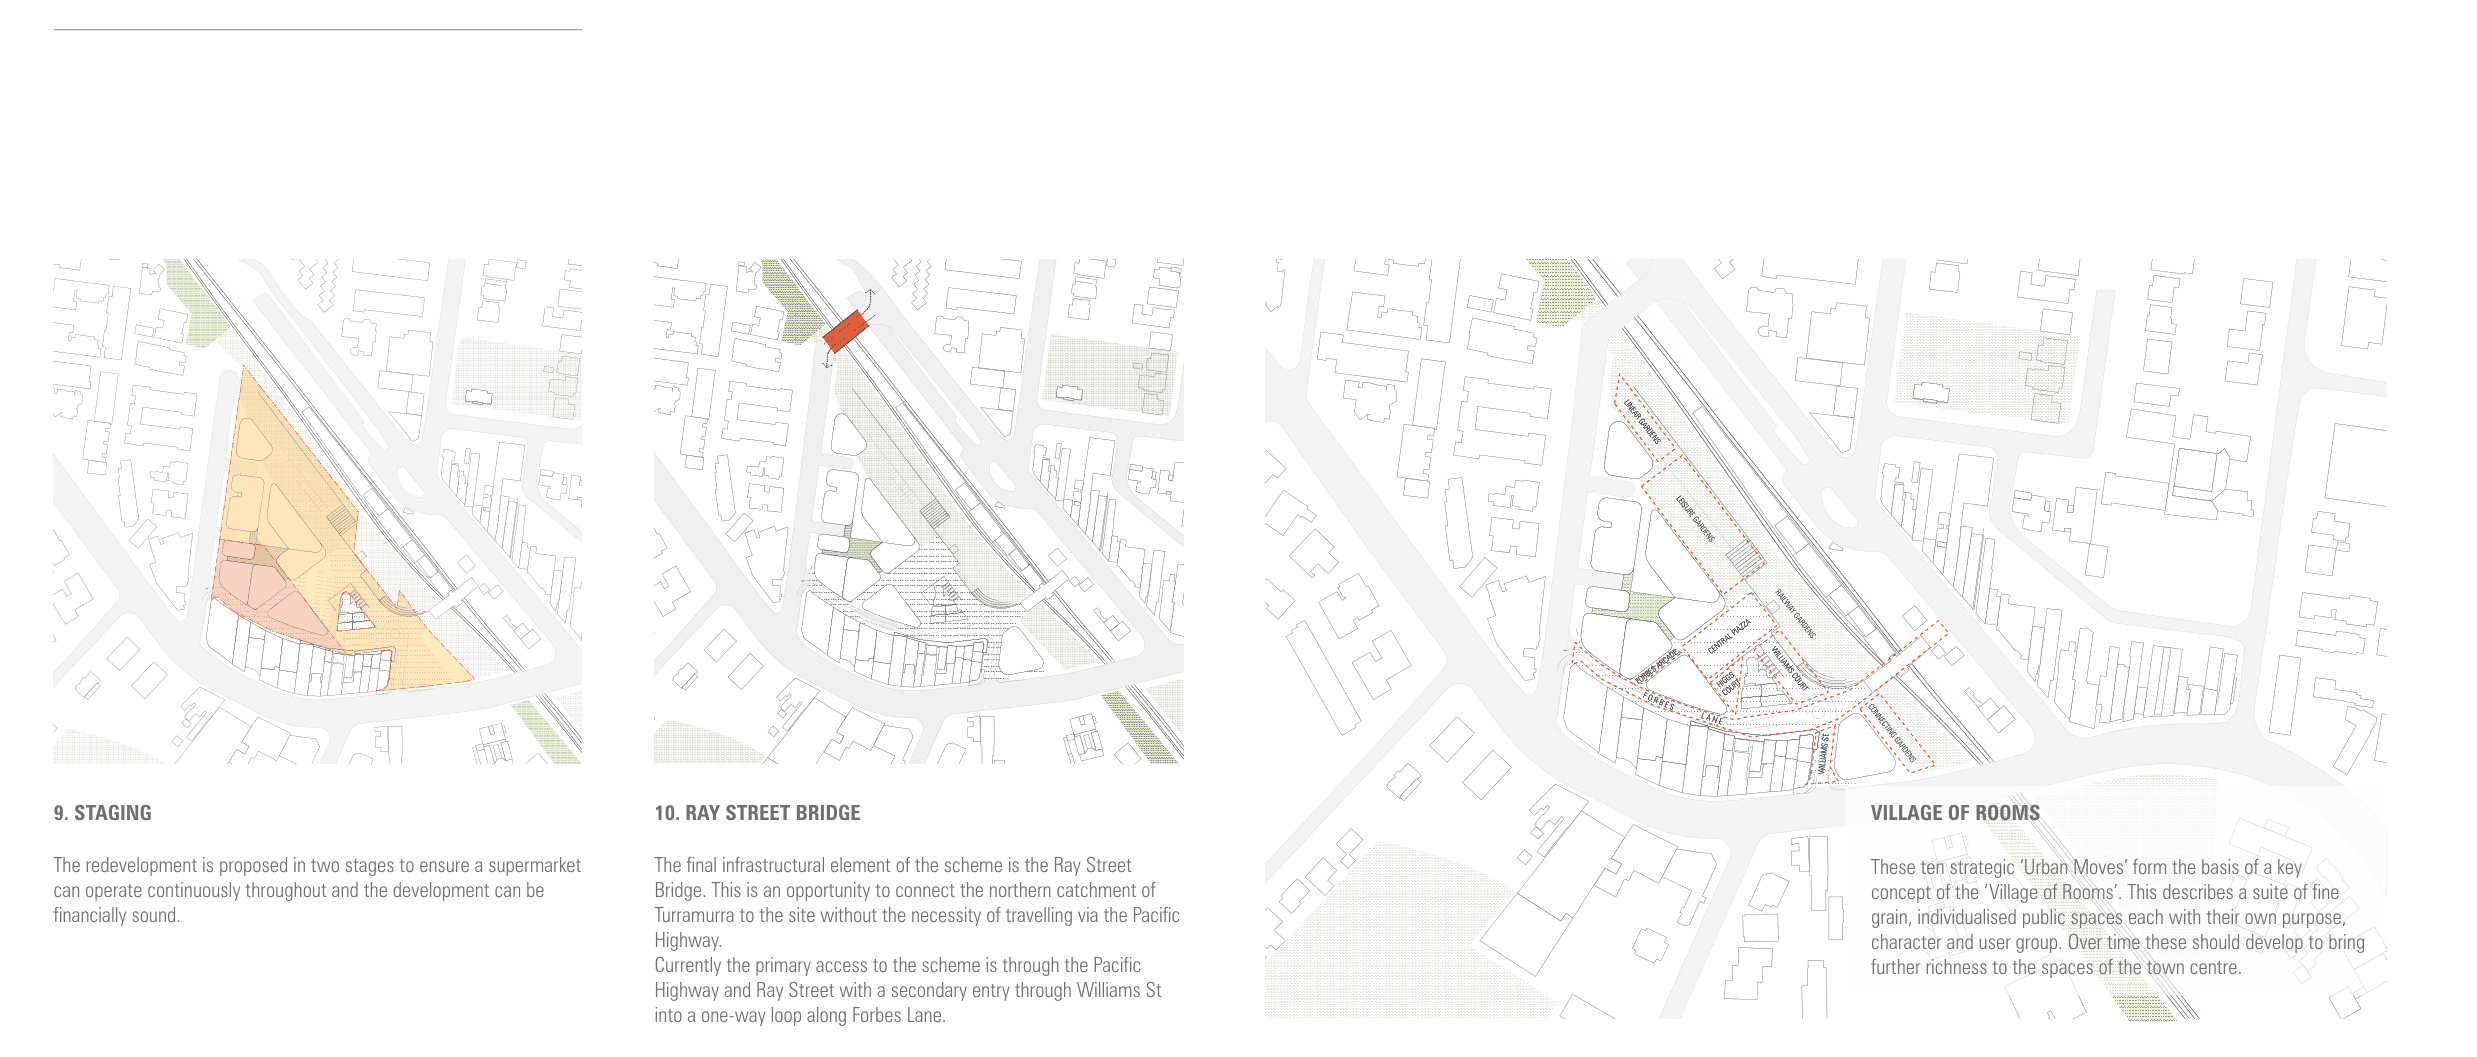 9. STAGING
The redevelopment is proposed in two stages to ensure a supermarket
can operate continuously throughout and the development can be
financially sound.
10. RAY STREET BRIDGE
The final infrastructural element of the scheme is the Ray Street
Bridge. This is an opportunity to connect the northern catchment of
Turramurra to the site without the necessity of travelling via the Pacific
Highway.
Currently the primary access to the scheme is through the Pacific
Highway and Ray Street with a secondary entry through Williams St
into a one-way loop along Forbes Lane.
LINEAR GARDENS
LEISURE GARDENS
RAILWAY GARDENS
CENTRAL PIAZZA
FORBES ARCADE
WILLIAMS COURT
HIGGS
COURT
FORBES LANE
WILLIAMS ST
CONNECTING GARDENS
VILLAGE OF ROOMS
These ten strategic ‘Urban Moves’ form the basis of a key
concept of the ‘Village of Rooms’. This describes a suite of fine
grain, individualised public spaces each with their own purpose,
character and user group. Over time these should develop to bring
further richness to the spaces of the town centre.